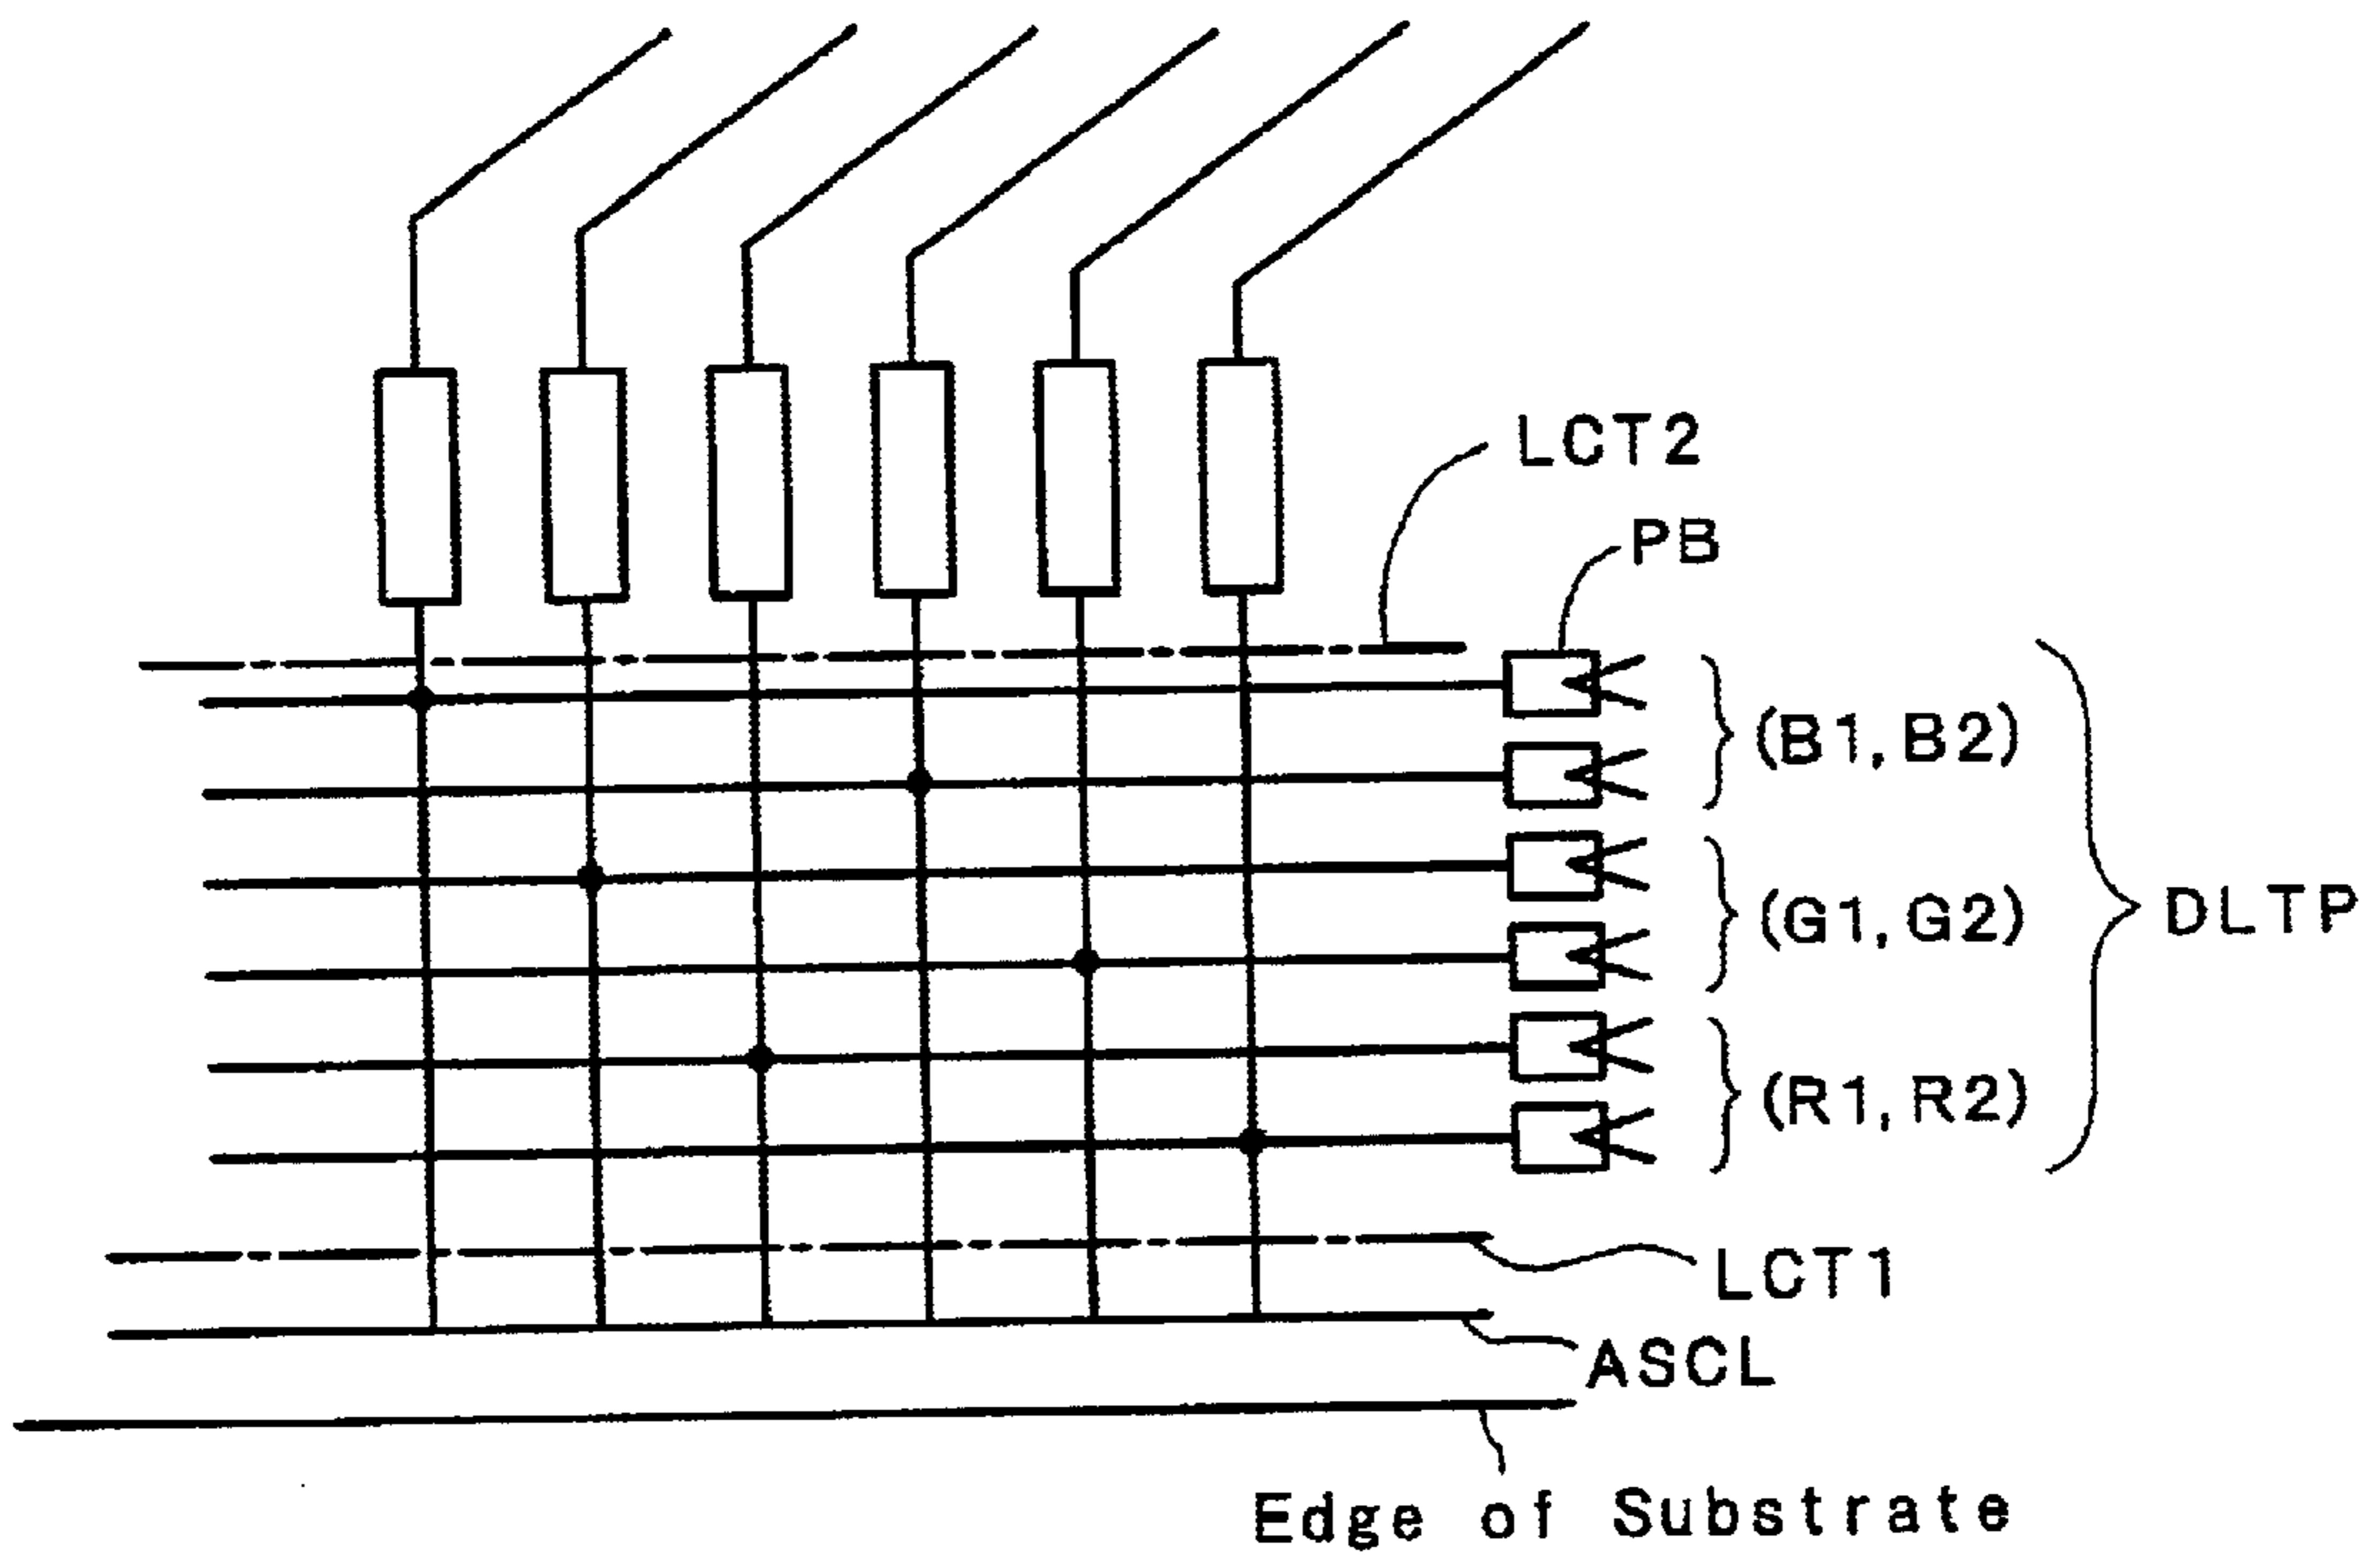 LCT2
PB
(B1,B2)
(G1,G2)
DLTP
(R1,R2)
LCT1
ASCL
Edge of Substrate